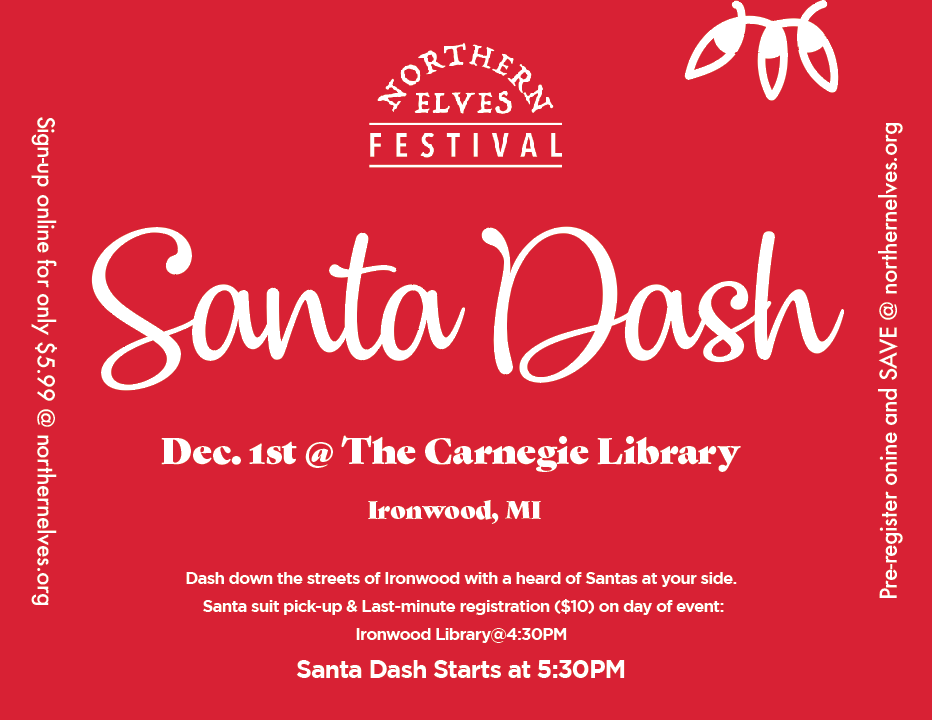 NORTHERN
ELVES
FESTIVAL
Sign-up online for only $5.99 @ northernelves.org
Pre-register onine and SAVE @ northernelves.org
Santa Dash
Dec. 1st @ The Carnegie Library
Ironwood, MI
Dash down the streets of Ironwood with a heard of Santas at your side.
Santa suit pick-up & Last-minute registration ($10) on day of event:
Ironwood Library@4:30PM
Santa Dash Starts at 5:30PM